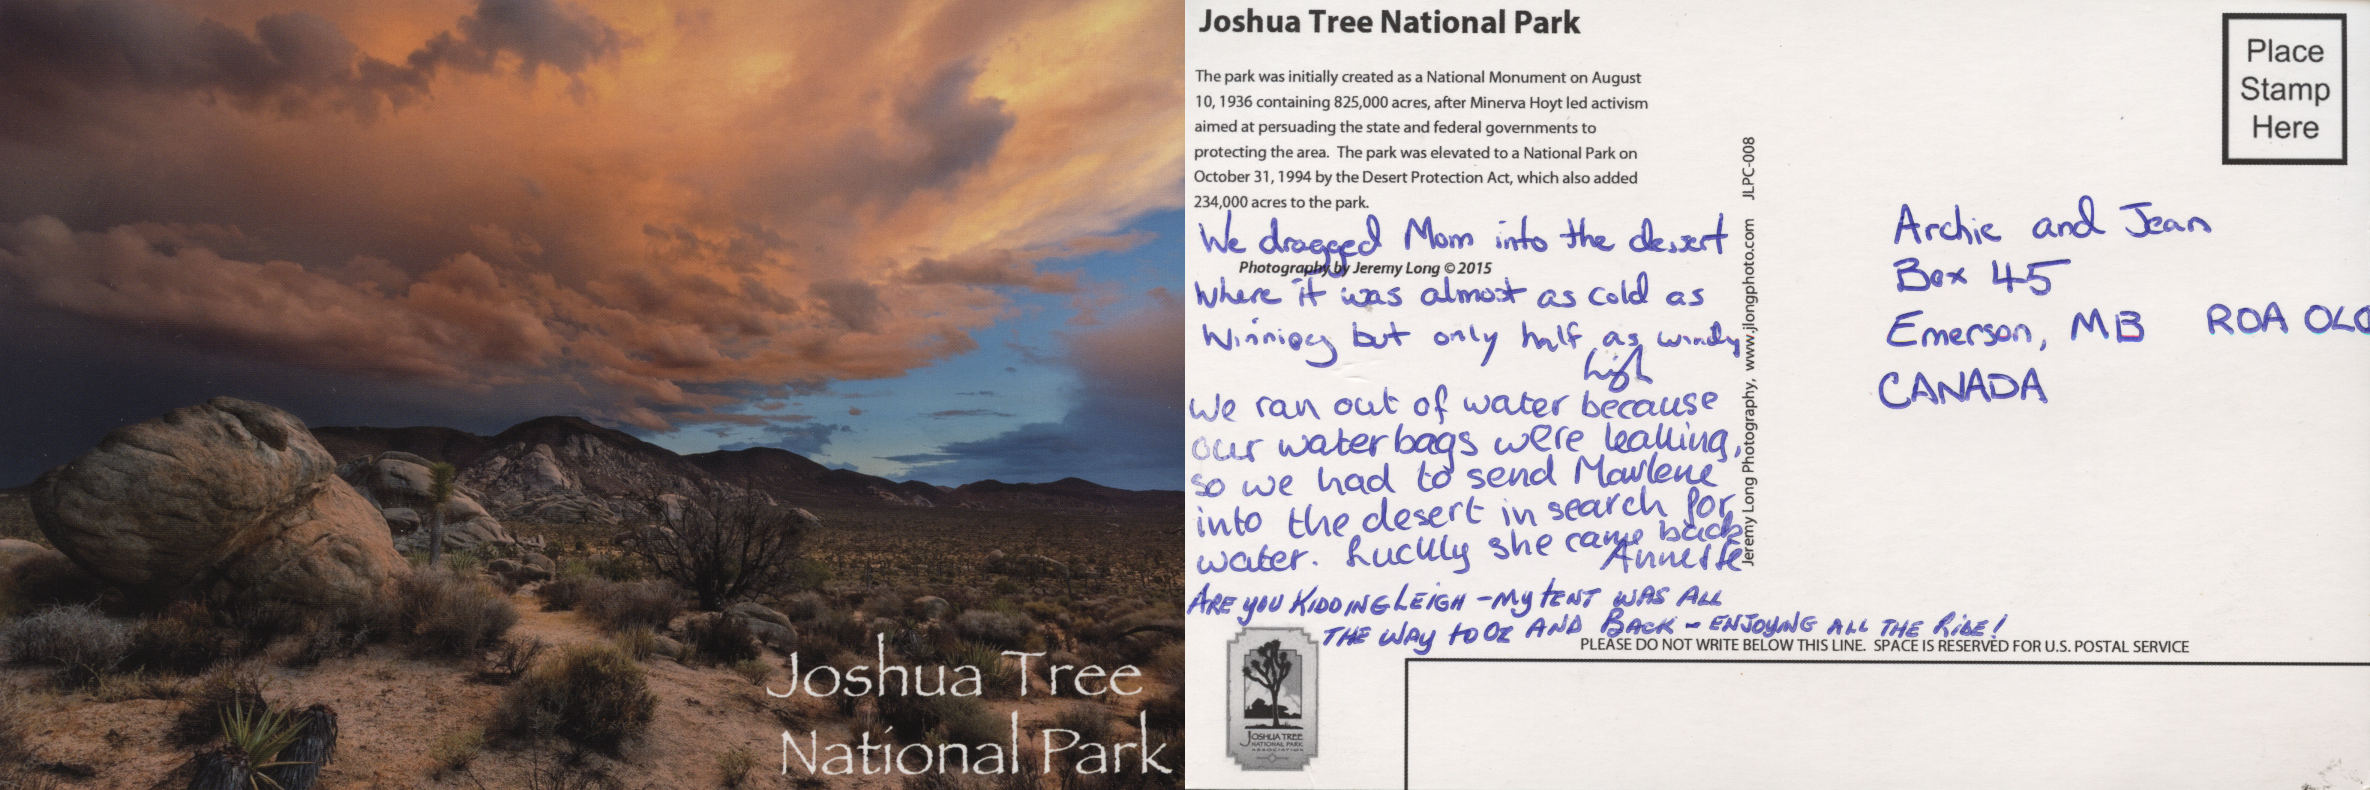 Joshua Tree
National Park
Joshua Tree National Park
The park was initially created as a National Monument on August
10, 1936 containing 825,000 acres, after Minerva Hoyt led activism
aimed at persuading the state and federal governments to
protecting the area. The park was elevated to a National Park on
October 31, 1994 by the Desert Protection Act, which also added
234,000 acres to the park.
We dragged Mom into the desert
Photography by Jeremy Long © 2015
Where it was almost as cold as
Winnipeg but only half as windy
Leigh
We ran out of water because
our waterbags were leaking,
so we had to send Marlene
into the desert in search for
water. Luckily she came back
Annette
ARE YOU KIDDING LEIGH - MY TENT WAS ALL
THE WAY TO OZ AND BACK - ENJOYING ALL THE RIDE!
Jeremy Long Photography, www.jlongphoto.com JLPC-008
Place
Stamp
Here
Archie and Jean
Box 45
Emerson, MB R0A 0L0
CANADA
PLEASE DO NOT WRITE BELOW THIS LINE. SPACE IS RESERVED FOR U.S. POSTAL SERVICE
JOSHUA TREE
NATIONAL PARK
ASSOCIATION